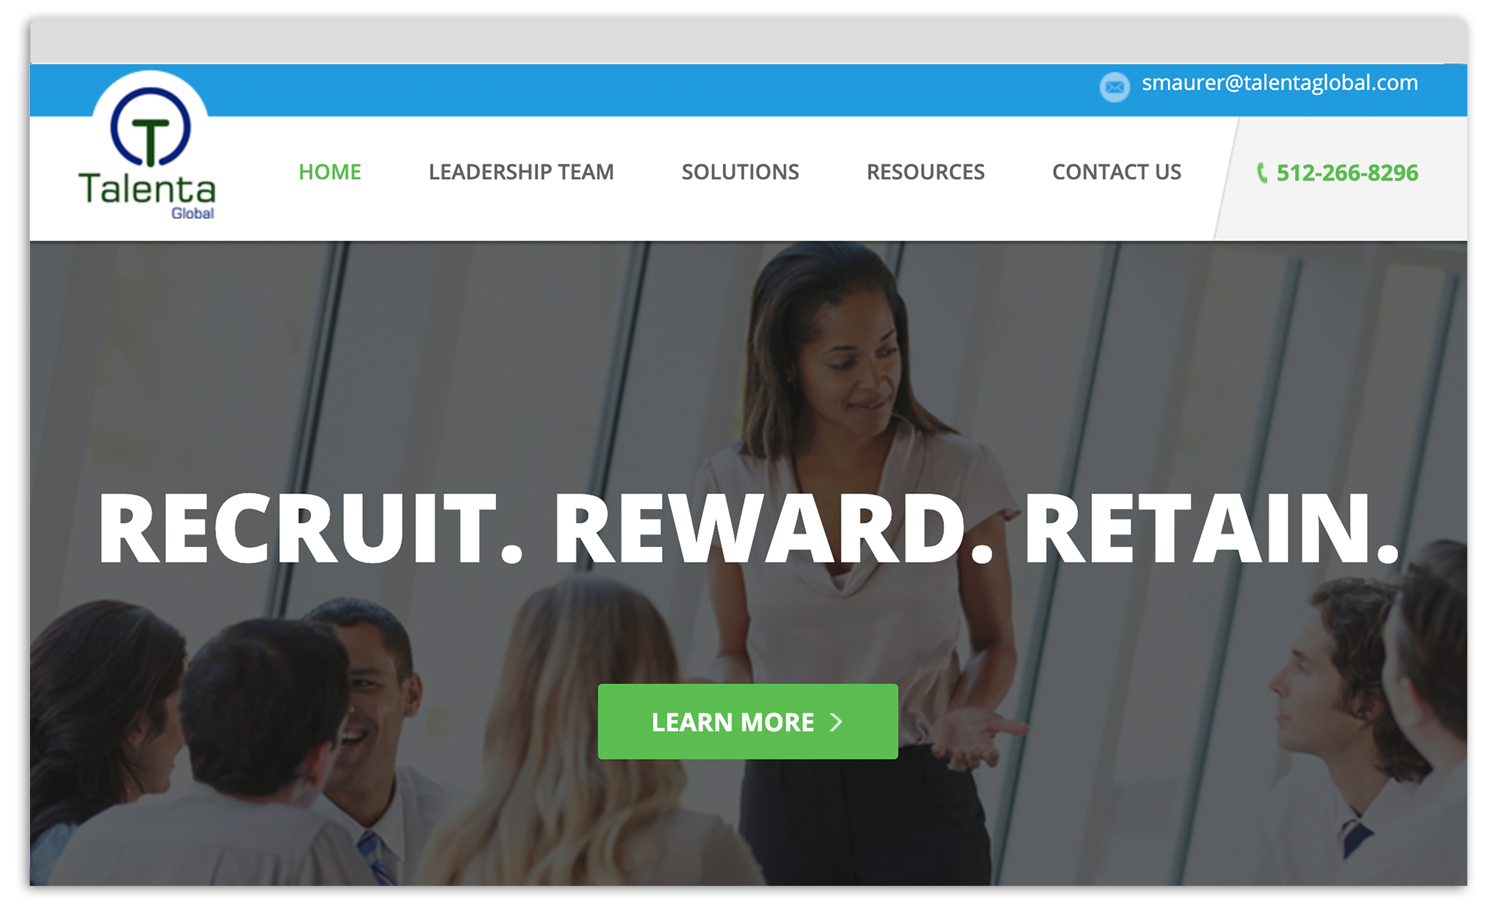 smaurer@talentaglobal.com
T
Talenta
Global
HOME LEADERSHIP TEAM SOLUTIONS RESOURCES CONTACT US 512-266-8296
RECRUIT. REWARD. RETAIN.
LEARN MORE >